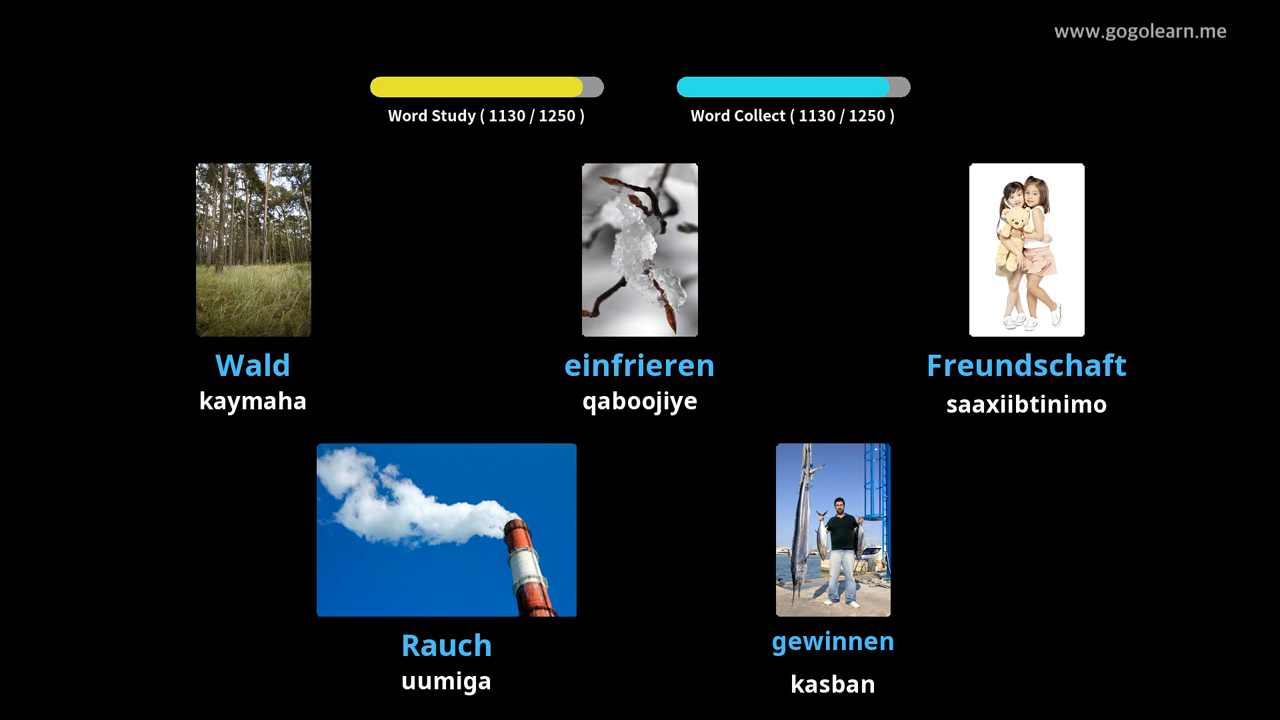 www.gogolearn.me
Word Study ( 1130 / 1250 )
Word Collect ( 1130 / 1250 )
Wald
kaymaha
einfrieren
qaboojiye
Freundschaft
saaxiibtinimo
Rauch
uumiga
gewinnen
kasban